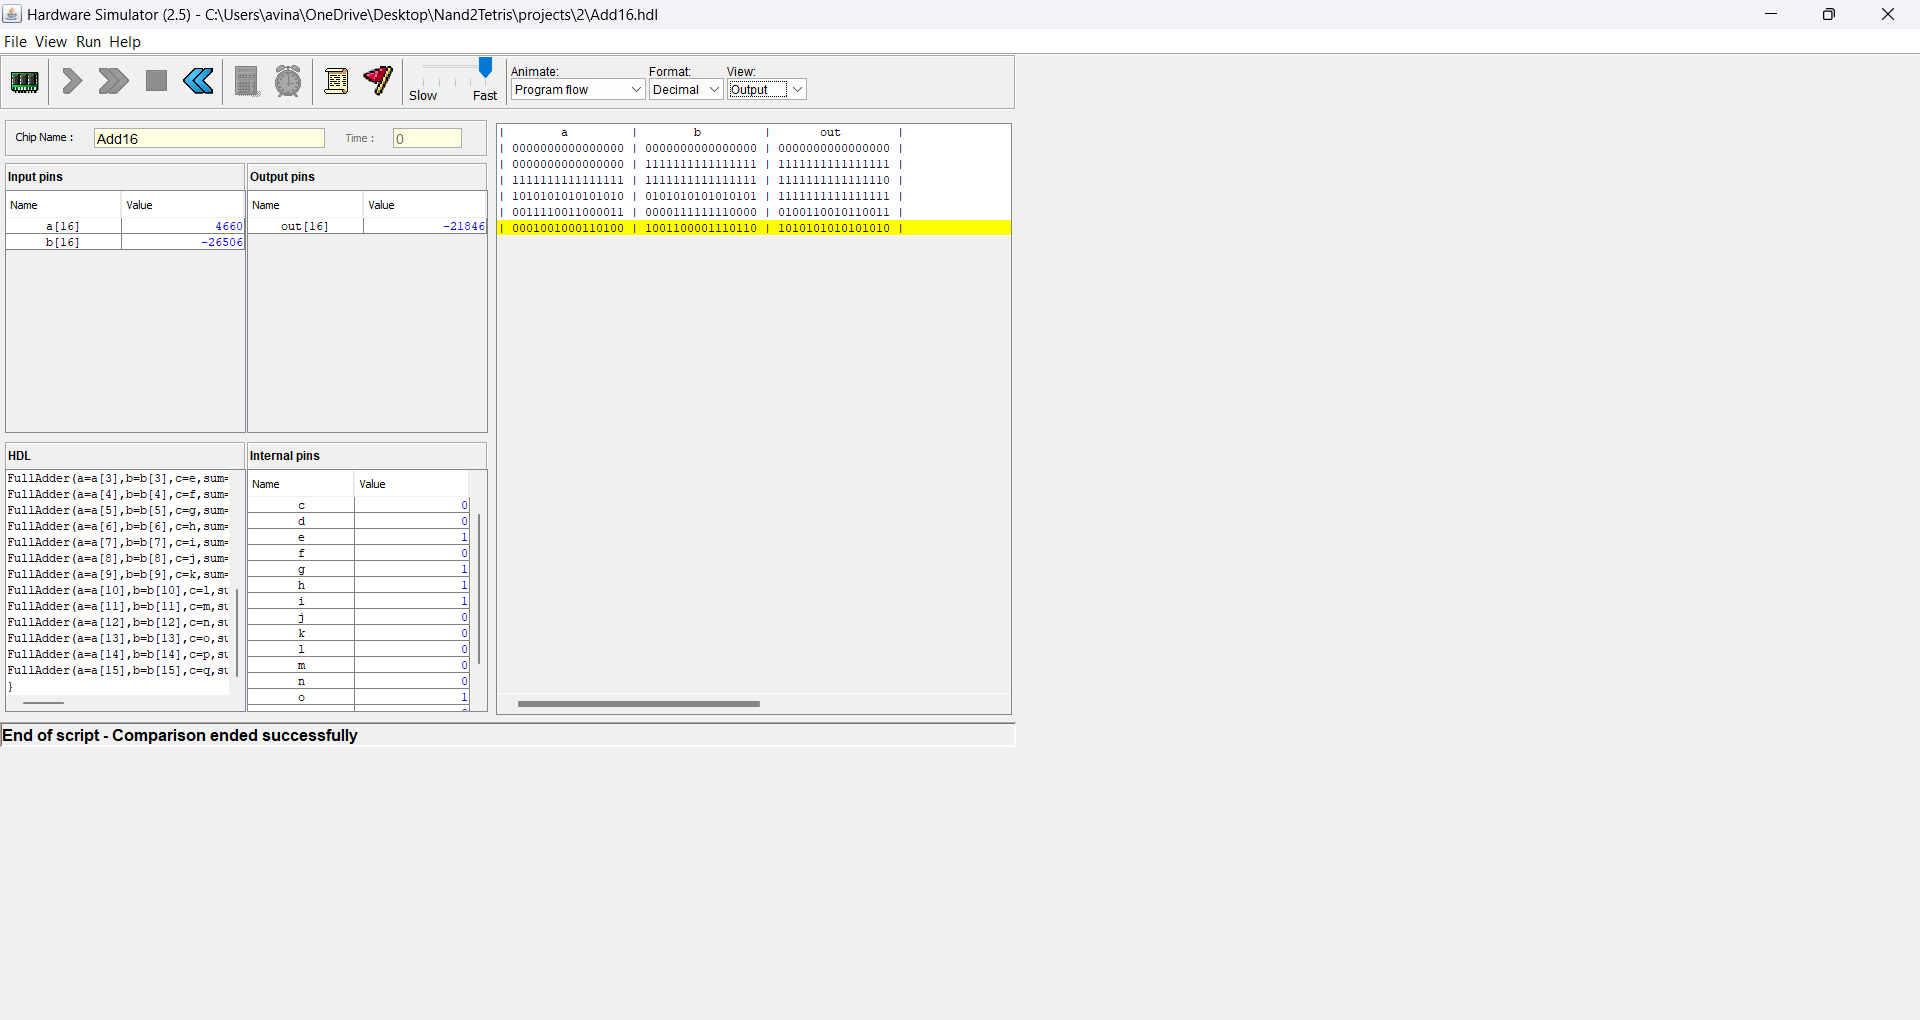 Hardware Simulator (2.5) - C:\Users\avina\OneDrive\Desktop\Nand2Tetris\projects\2\Add16.hdl
File View Run Help
Slow Fast
Animate: Format: View:
Program flow Decimal Output
Chip Name : Add16 Time : 0
Input pins
Name Value
a[16] 4660
b[16] -26506
Output pins
Name Value
out[16] -21846
HDL
FullAdder(a=a[3],b=b[3],c=e,sum=
FullAdder(a=a[4],b=b[4],c=f,sum=
FullAdder(a=a[5],b=b[5],c=g,sum=
FullAdder(a=a[6],b=b[6],c=h,sum=
FullAdder(a=a[7],b=b[7],c=i,sum=
FullAdder(a=a[8],b=b[8],c=j,sum=
FullAdder(a=a[9],b=b[9],c=k,sum=
FullAdder(a=a[10],b=b[10],c=l,su
FullAdder(a=a[11],b=b[11],c=m,su
FullAdder(a=a[12],b=b[12],c=n,su
FullAdder(a=a[13],b=b[13],c=o,su
FullAdder(a=a[14],b=b[14],c=p,su
FullAdder(a=a[15],b=b[15],c=q,su
}
Internal pins
Name Value
c 0
d 0
e 1
f 0
g 1
h 1
i 1
j 0
k 0
l 0
m 0
n 0
o 1
| a | b | out |
| 0000000000000000 | 0000000000000000 | 0000000000000000 |
| 0000000000000000 | 1111111111111111 | 1111111111111111 |
| 1111111111111111 | 1111111111111111 | 1111111111111110 |
| 1010101010101010 | 0101010101010101 | 1111111111111111 |
| 0011110011000011 | 0000111111110000 | 0100110010110011 |
| 0001001000110100 | 1001100001110110 | 1010101010101010 |
End of script - Comparison ended successfully